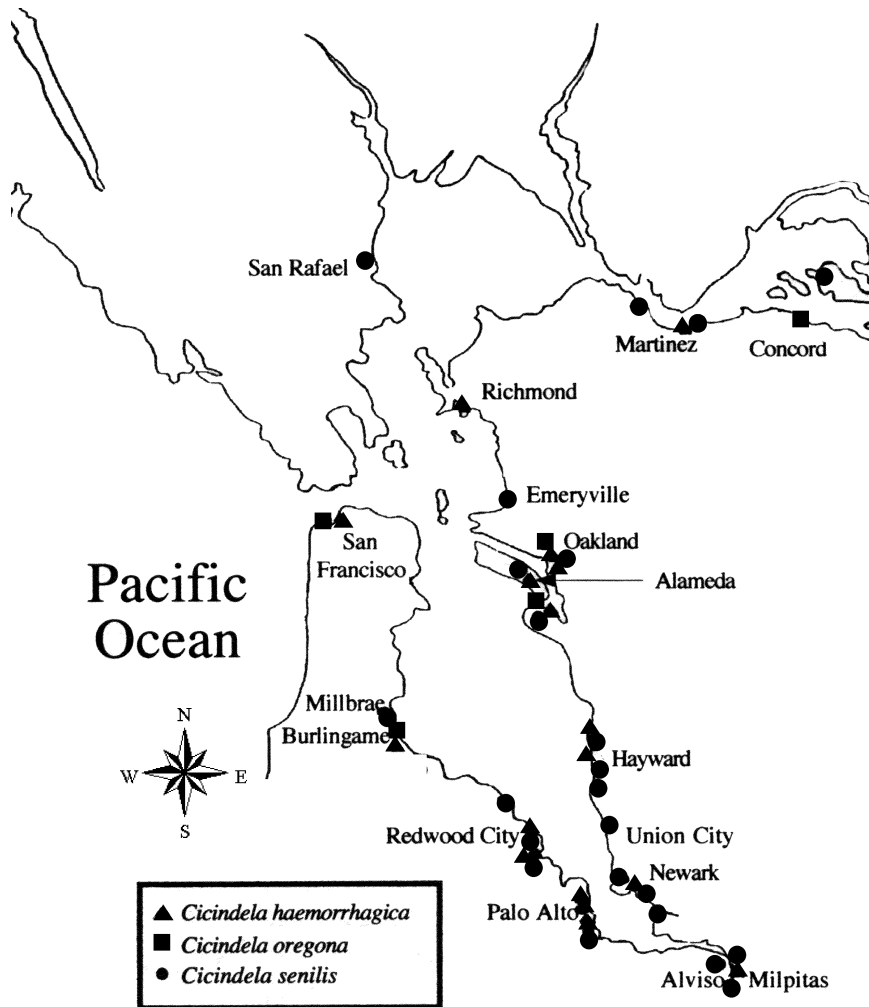 San Rafael
Martinez
Concord
Richmond
Emeryville
San
Francisco
Oakland
Alameda
Pacific
Ocean
Millbrae
Burlingame
N
W
E
S
Hayward
Redwood City
Union City
Newark
Palo Alto
Alviso
Milpitas
Cicindela haemorrhagica
Cicindela oregona
Cicindela senilis